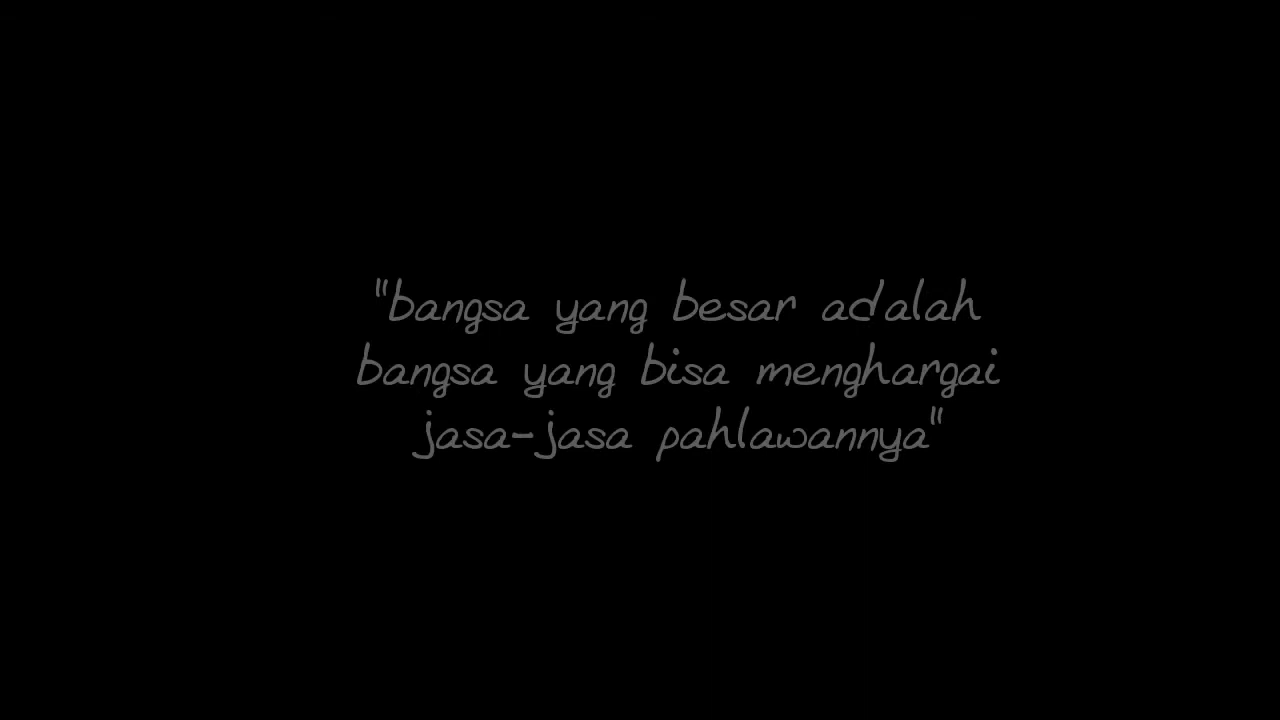 "bangsa yang besar adalah
bangsa yang bisa menghargai
jasa-jasa pahlawannya"